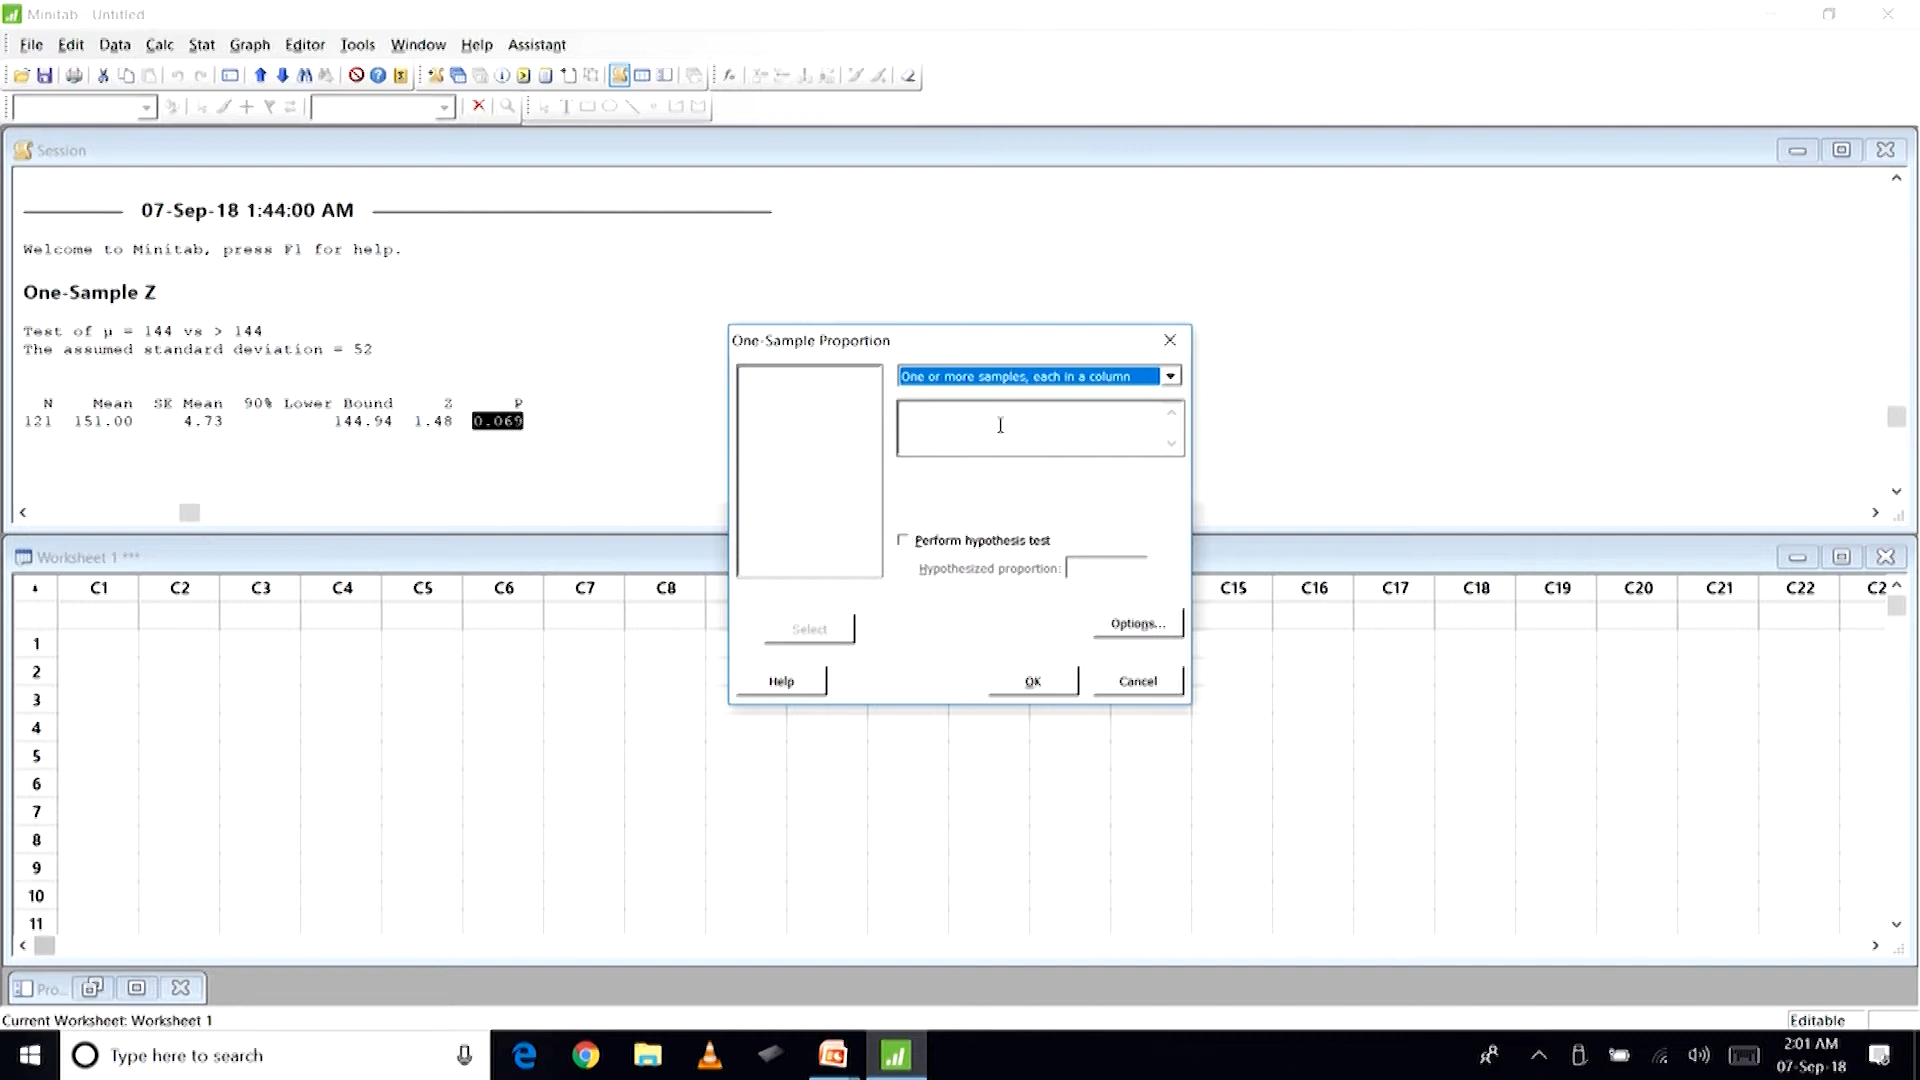 Minitab - Untitled
File Edit Data Calc Stat Graph Editor Tools Window Help Assistant
Session
07-Sep-18 1:44:00 AM
Welcome to Minitab, press F1 for help.
One-Sample Z
Test of μ = 144 vs > 144
The assumed standard deviation = 52
N Mean SE Mean 90% Lower Bound Z P
121 151.00 4.73 144.94 1.48 0.069
One-Sample Proportion
One or more samples, each in a column
Perform hypothesis test
Hypothesized proportion:
Select
Options...
Help OK Cancel
Worksheet 1 ***
C1 C2 C3 C4 C5 C6 C7 C8 C15 C16 C17 C18 C19 C20 C21 C22 C2
1
2
3
4
5
6
7
8
9
10
11
Pro...
Current Worksheet: Worksheet 1
Editable
Type here to search
2:01 AM
07-Sep-18